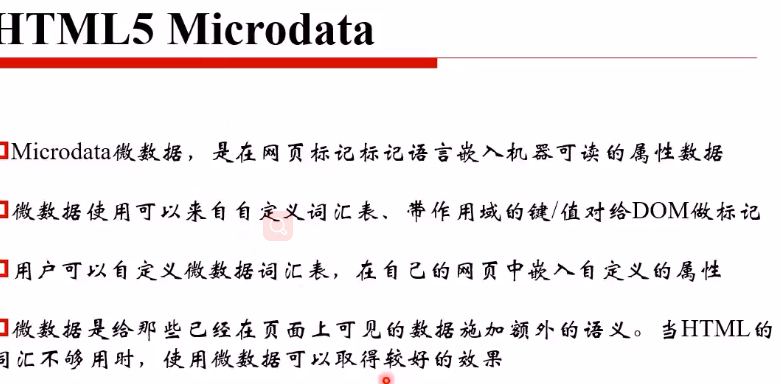 HTML5 Microdata
Microdata微数据，是在网页标记标记语言嵌入机器可读的属性数据
微数据使用可以来自自定义词汇表、带作用域的键/值对给DOM做标记
用户可以自定义微数据词汇表，在自己的网页中嵌入自定义的属性
微数据是给那些已经在页面上可见的数据施加额外的语义。当HTML的
词汇不够用时，使用微数据可以取得较好的效果